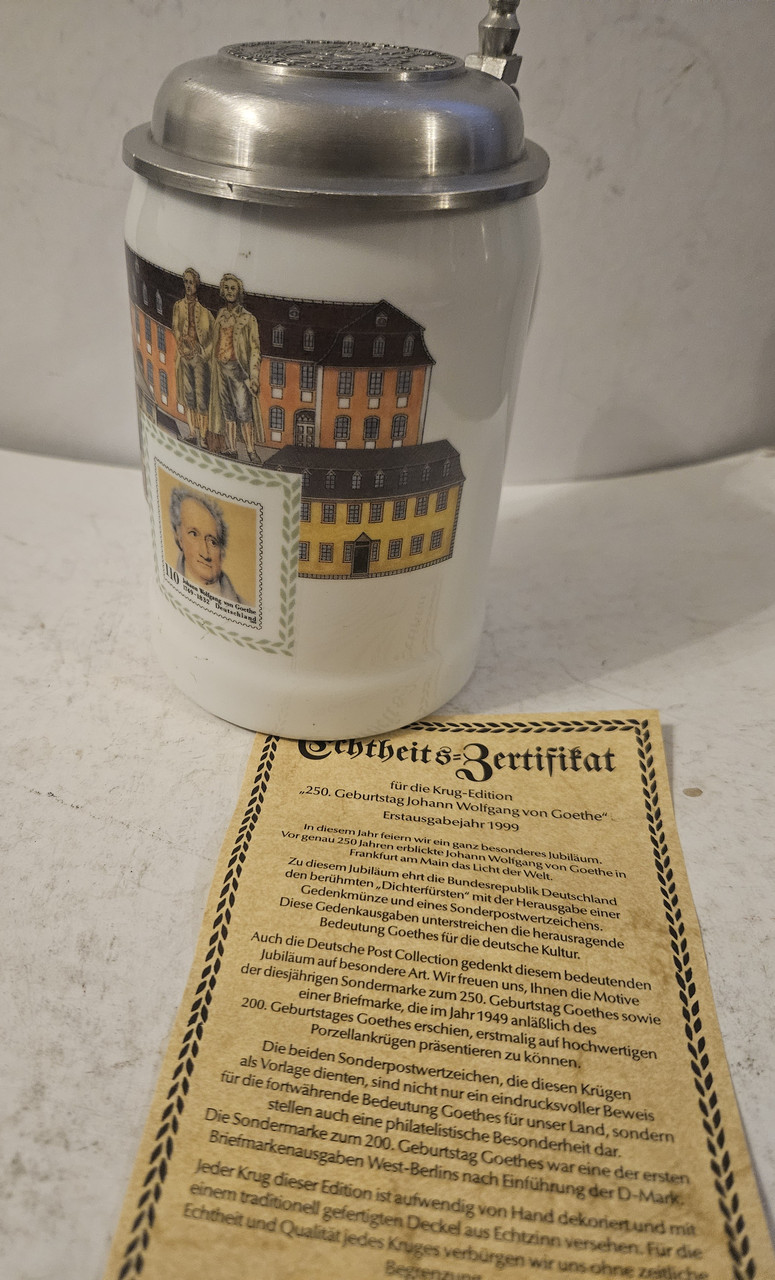 110
Johann Wolfgang von Goethe
1749-1832 Deutschland
Echtheits=Zertifikat
für die Krug-Edition
„250. Geburtstag Johann Wolfgang von Goethe“
Erstausgabejahr 1999
In diesem Jahr feiern wir ein ganz besonderes Jubiläum.
Vor genau 250 Jahren erblickte Johann Wolfgang von Goethe in
Frankfurt am Main das Licht der Welt.
Zu diesem Jubiläum ehrt die Bundesrepublik Deutschland
den berühmten „Dichterfürsten“ mit der Herausgabe einer
Gedenkmünze und eines Sonderpostwertzeichens.
Diese Gedenkausgaben unterstreichen die herausragende
Bedeutung Goethes für die deutsche Kultur.
Auch die Deutsche Post Collection gedenkt diesem bedeutenden
Jubiläum auf besondere Art. Wir freuen uns, Ihnen die Motive
der diesjährigen Sondermarke zum 250. Geburtstag Goethes sowie
einer Briefmarke, die im Jahr 1949 anläßlich des
200. Geburtstages Goethes erschien, erstmalig auf hochwertigen
Porzellankrügen präsentieren zu können.
Die beiden Sonderpostwertzeichen, die diesen Krügen
als Vorlage dienten, sind nicht nur ein eindrucksvoller Beweis
für die fortwährende Bedeutung Goethes für unser Land, sondern
stellen auch eine philatelistische Besonderheit dar.
Die Sondermarke zum 200. Geburtstag Goethes war eine der ersten
Briefmarkenausgaben West-Berlins nach Einführung der D-Mark.
Jeder Krug dieser Edition ist aufwendig von Hand dekoriert und mit
einem traditionell gefertigten Deckel aus Echtzinn versehen. Für die
Echtheit und Qualität jedes Kruges verbürgen wir uns ohne zeitliche
Begrenzung.